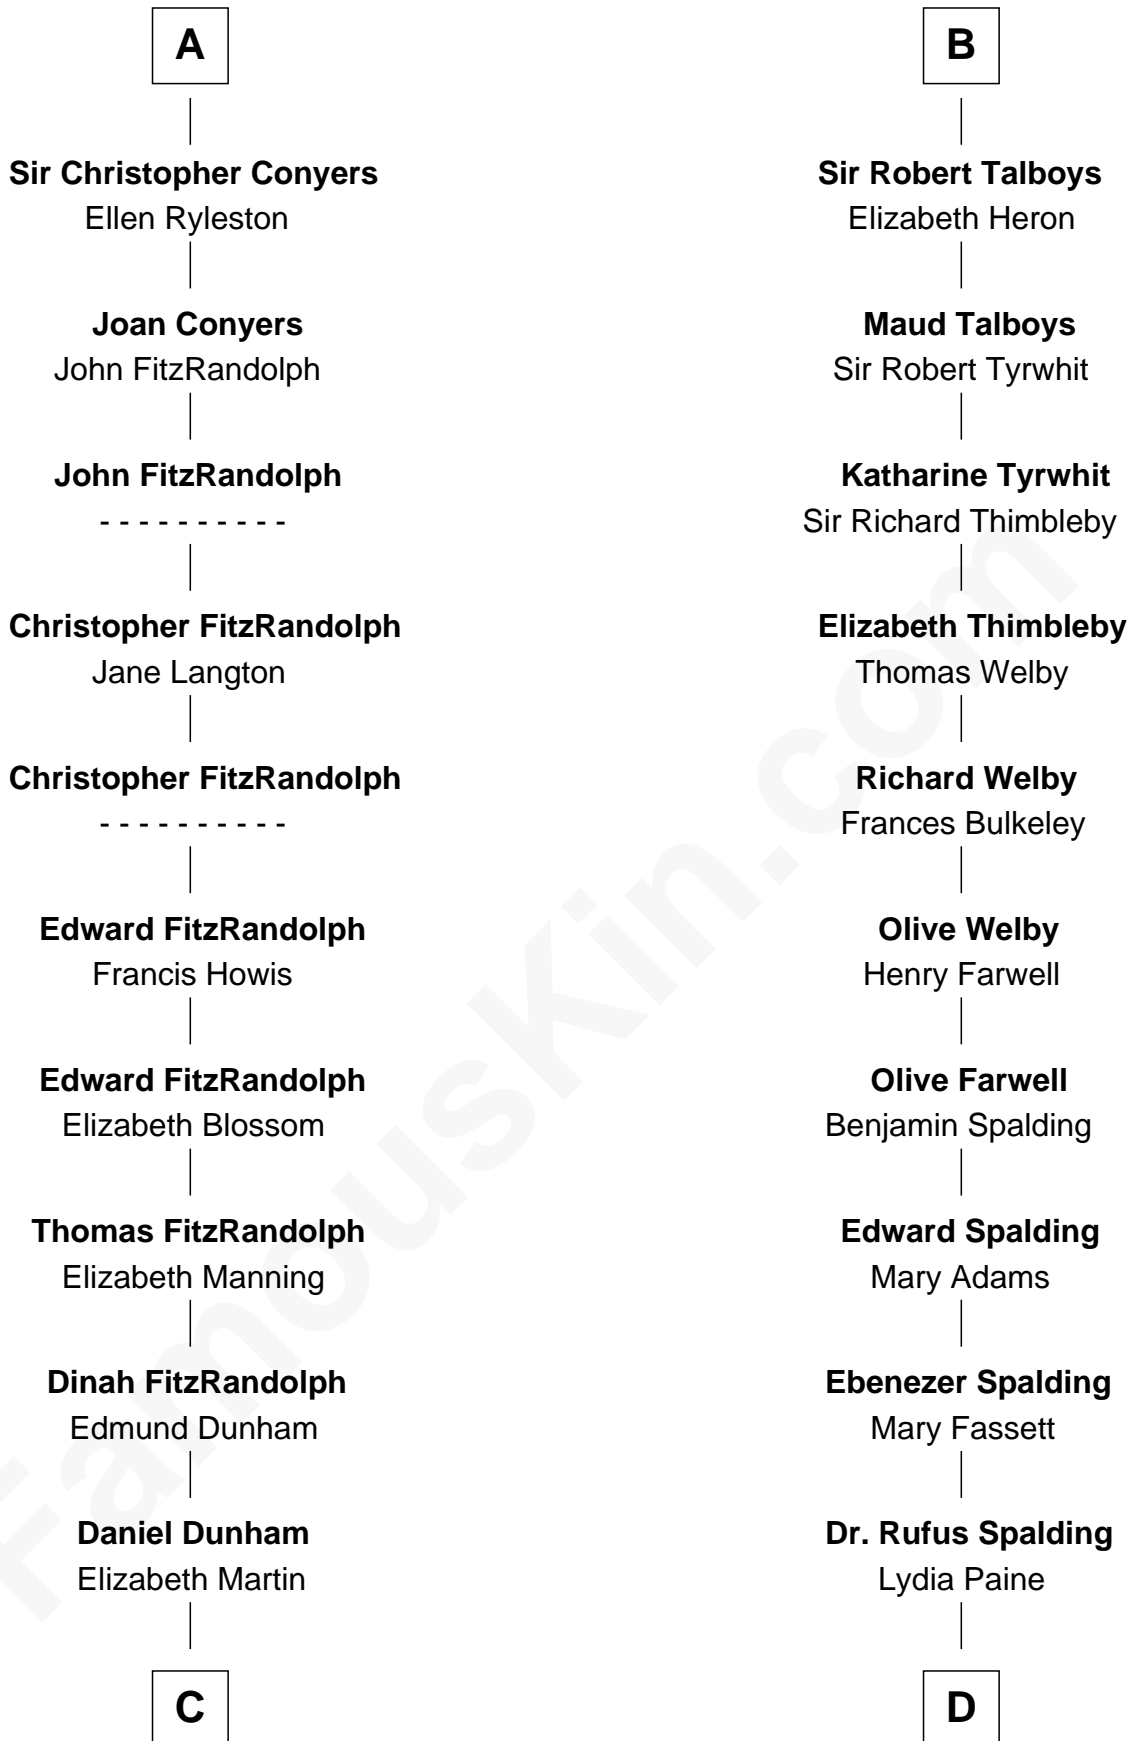 A
Sir Christopher Conyers
Ellen Ryleston
Joan Conyers
John FitzRandolph
John FitzRandolph
- - - - - - - - - -
Christopher FitzRandolph
Jane Langton
Christopher FitzRandolph
- - - - - - - - - -
Edward FitzRandolph
Francis Howis
Edward FitzRandolph
Elizabeth Blossom
Thomas FitzRandolph
Elizabeth Manning
Dinah FitzRandolph
Edmund Dunham
Daniel Dunham
Elizabeth Martin
C
B
Sir Robert Talboys
Elizabeth Heron
Maud Talboys
Sir Robert Tyrwhit
Katharine Tyrwhit
Sir Richard Thimbleby
Elizabeth Thimbleby
Thomas Welby
Richard Welby
Frances Bulkeley
Olive Welby
Henry Farwell
Olive Farwell
Benjamin Spalding
Edward Spalding
Mary Adams
Ebenezer Spalding
Mary Fassett
Dr. Rufus Spalding
Lydia Paine
D
FamousKin.com